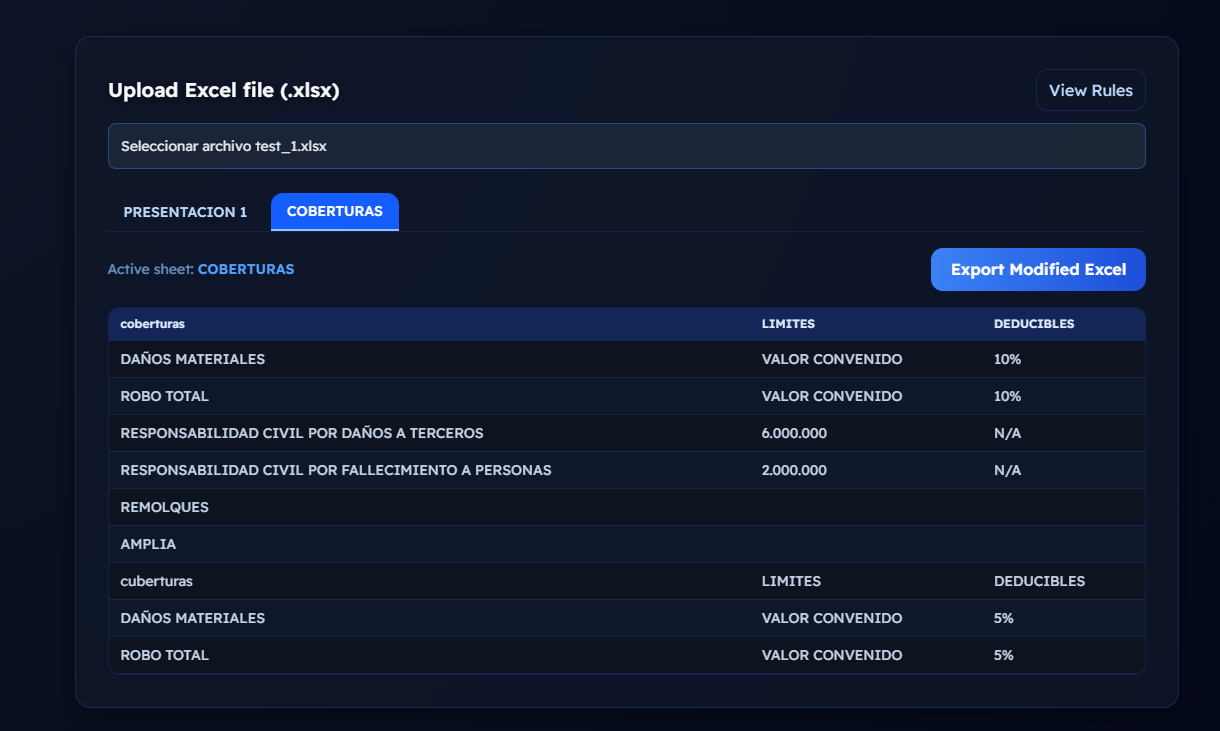 Upload Excel file (.xlsx)
View Rules
Seleccionar archivo test_1.xlsx
PRESENTACION 1 COBERTURAS
Active sheet: COBERTURAS
Export Modified Excel
coberturas LIMITES DEDUCIBLES
DAÑOS MATERIALES VALOR CONVENIDO 10%
ROBO TOTAL VALOR CONVENIDO 10%
RESPONSABILIDAD CIVIL POR DAÑOS A TERCEROS 6.000.000 N/A
RESPONSABILIDAD CIVIL POR FALLECIMIENTO A PERSONAS 2.000.000 N/A
REMOLQUES
AMPLIA
cuberturas LIMITES DEDUCIBLES
DAÑOS MATERIALES VALOR CONVENIDO 5%
ROBO TOTAL VALOR CONVENIDO 5%